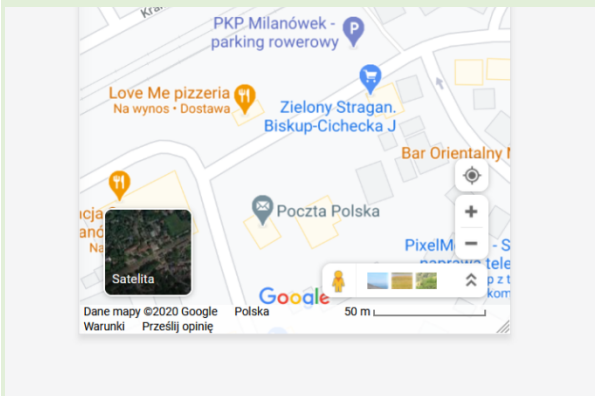 PKP Milanówek -
parking rowerowy
Love Me pizzeria
Na wynos • Dostawa
Zielony Stragan.
Biskup-Cichecka J
Bar Orientalny
Poczta Polska
Satelita
Google
Dane mapy ©2020 Google Polska 50 m
Warunki Prześlij opinię